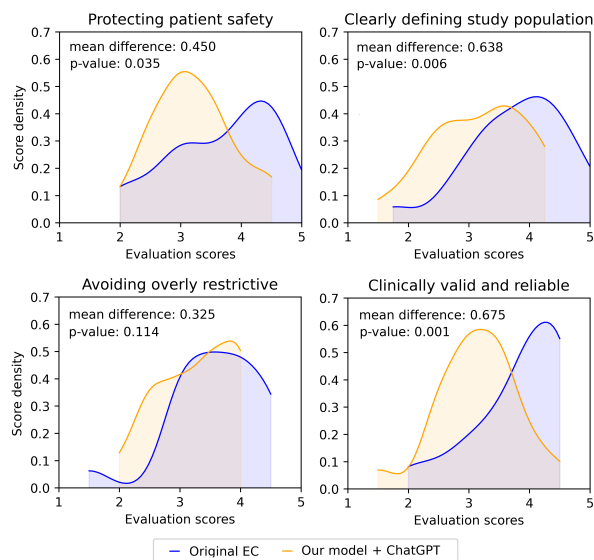 Protecting patient safety
mean difference: 0.450
p-value: 0.035
0.7
0.6
0.5
0.4
0.3
0.2
0.1
0.0
Score density
1 2 3 4 5
Evaluation scores
Clearly defining study population
mean difference: 0.638
p-value: 0.006
0.7
0.6
0.5
0.4
0.3
0.2
0.1
0.0
1 2 3 4 5
Evaluation scores
Avoiding overly restrictive
mean difference: 0.325
p-value: 0.114
0.7
0.6
0.5
0.4
0.3
0.2
0.1
0.0
Score density
1 2 3 4 5
Evaluation scores
Clinically valid and reliable
mean difference: 0.675
p-value: 0.001
0.7
0.6
0.5
0.4
0.3
0.2
0.1
0.0
1 2 3 4 5
Evaluation scores
Original EC
Our model + ChatGPT